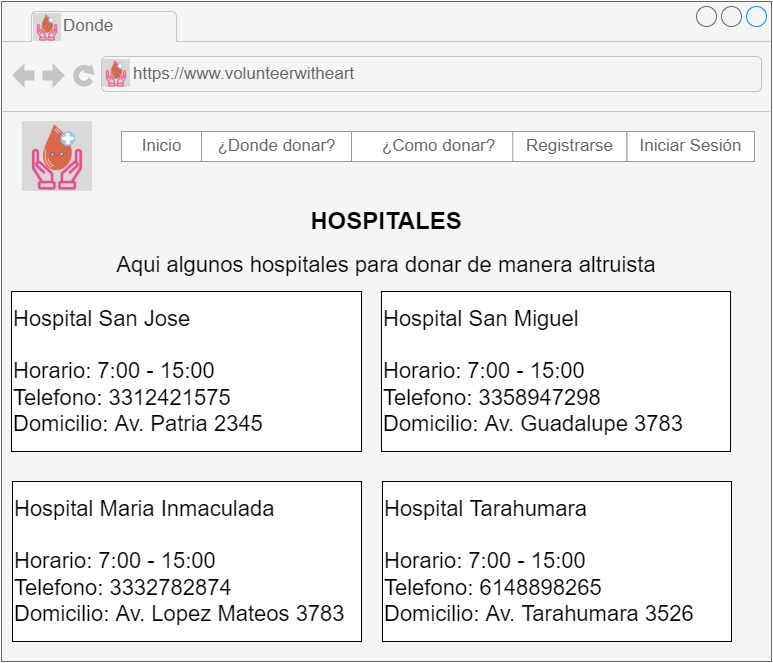 Donde
https://www.volunteerwitheart
Inicio
¿Donde donar?
¿Como donar?
Registrarse
Iniciar Sesión
HOSPITALES
Aqui algunos hospitales para donar de manera altruista
Hospital San Jose
Horario: 7:00 - 15:00
Telefono: 3312421575
Domicilio: Av. Patria 2345
Hospital San Miguel
Horario: 7:00 - 15:00
Telefono: 3358947298
Domicilio: Av. Guadalupe 3783
Hospital Maria Inmaculada
Horario: 7:00 - 15:00
Telefono: 3332782874
Domicilio: Av. Lopez Mateos 3783
Hospital Tarahumara
Horario: 7:00 - 15:00
Telefono: 6148898265
Domicilio: Av. Tarahumara 3526